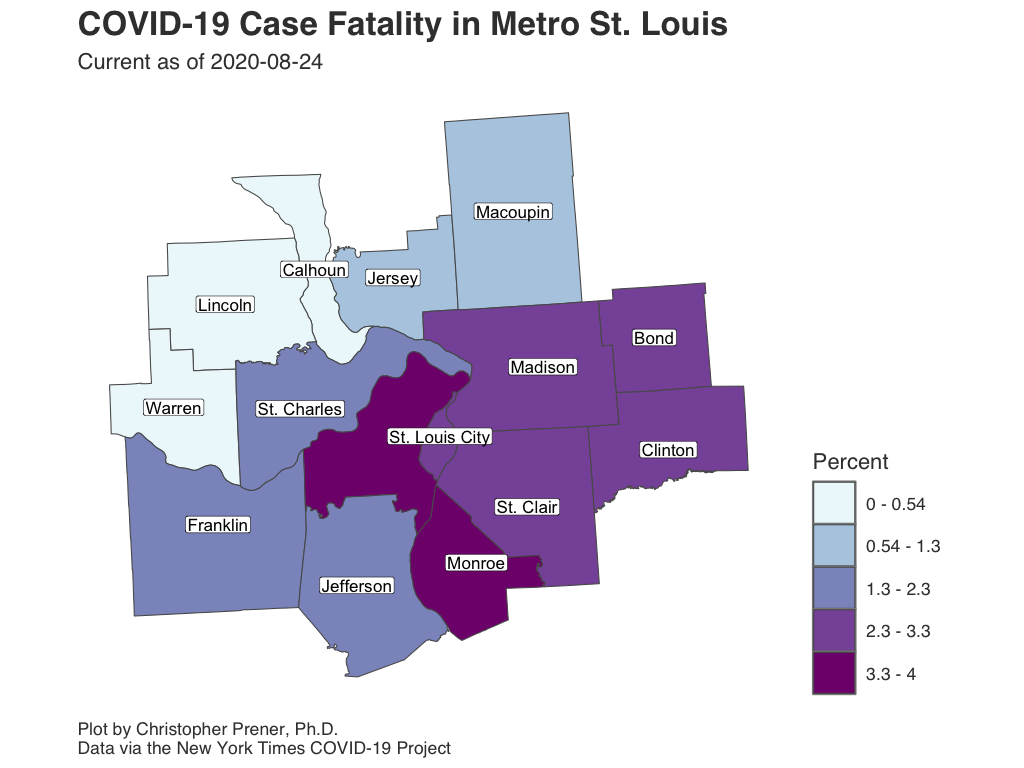 COVID-19 Case Fatality in Metro St. Louis
Current as of 2020-08-24
Macoupin
Calhoun
Jersey
Lincoln
Bond
Madison
Warren
St. Charles
St. Louis City
Clinton
St. Clair
Franklin
Monroe
Jefferson
Percent
0 - 0.54
0.54 - 1.3
1.3 - 2.3
2.3 - 3.3
3.3 - 4
Plot by Christopher Prener, Ph.D.
Data via the New York Times COVID-19 Project